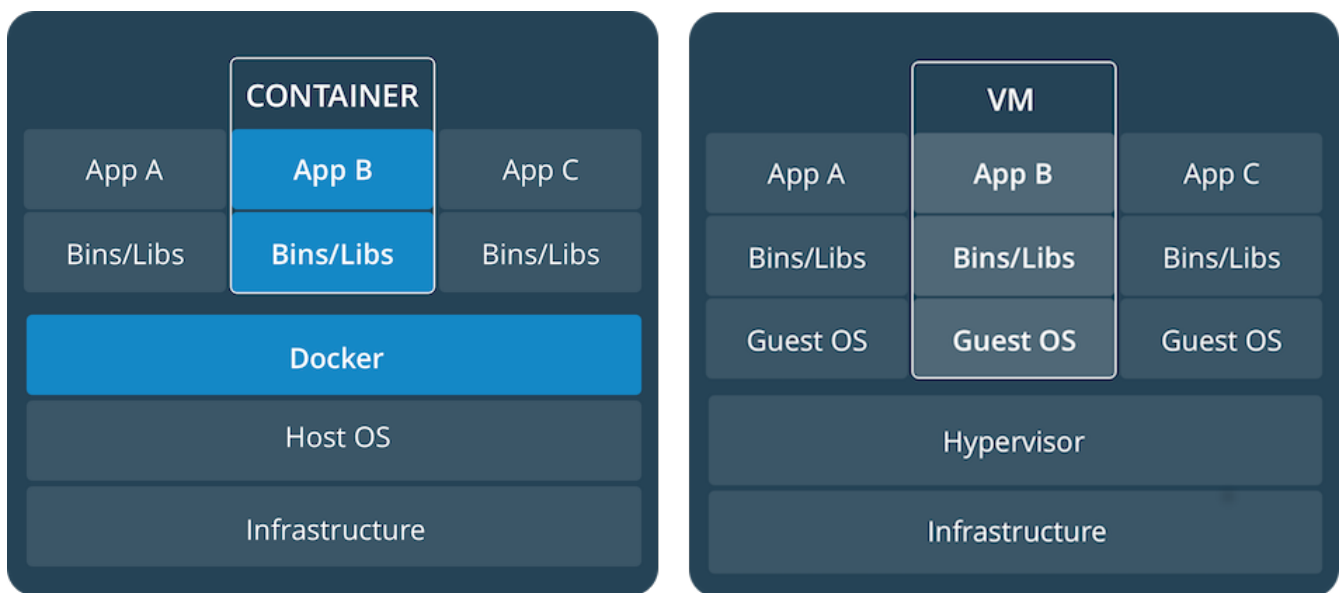 CONTAINER
App A
App B
App C
Bins/Libs
Bins/Libs
Bins/Libs
Docker
Host OS
Infrastructure
VM
App A
App B
App C
Bins/Libs
Bins/Libs
Bins/Libs
Guest OS
Guest OS
Guest OS
Hypervisor
Infrastructure